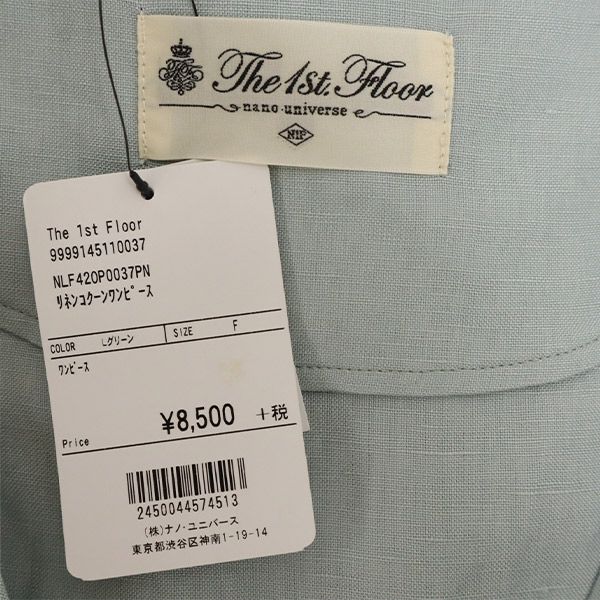 The 1st. Floor
nano·universe
N1F
The 1st Floor
9999145110037
NLF420P0037PN
ﾘﾈﾝｺｸｰﾝﾜﾝﾋﾟｰｽ
COLOR Lグリーン SIZE F
ﾜﾝﾋﾟｰｽ
Price ¥8,500 +税
2450044574513
(株)ナノ・ユニバース
東京都渋谷区神南1-19-14